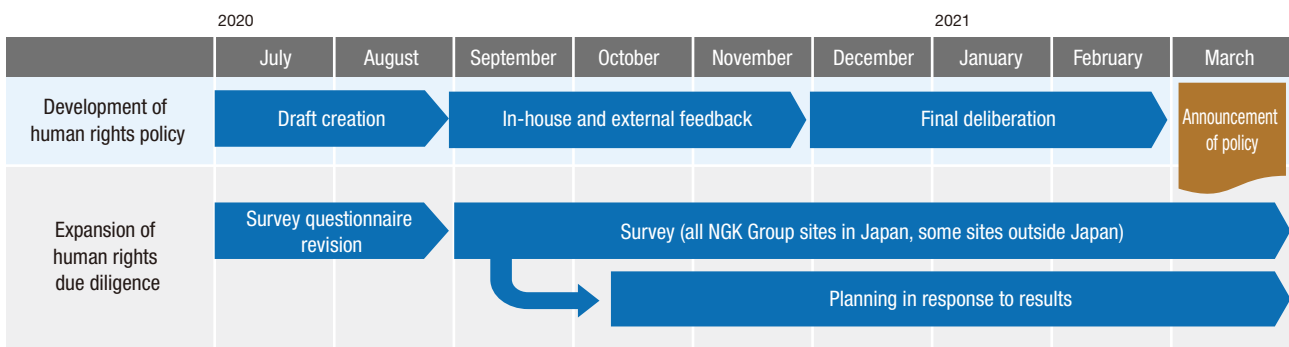 2020
2021
July
August
September
October
November
December
January
February
March
Development of
human rights policy
Draft creation
In-house and external feedback
Final deliberation
Announcement
of policy
Expansion of
human rights
due diligence
Survey questionnaire
revision
Survey (all NGK Group sites in Japan, some sites outside Japan)
Planning in response to results